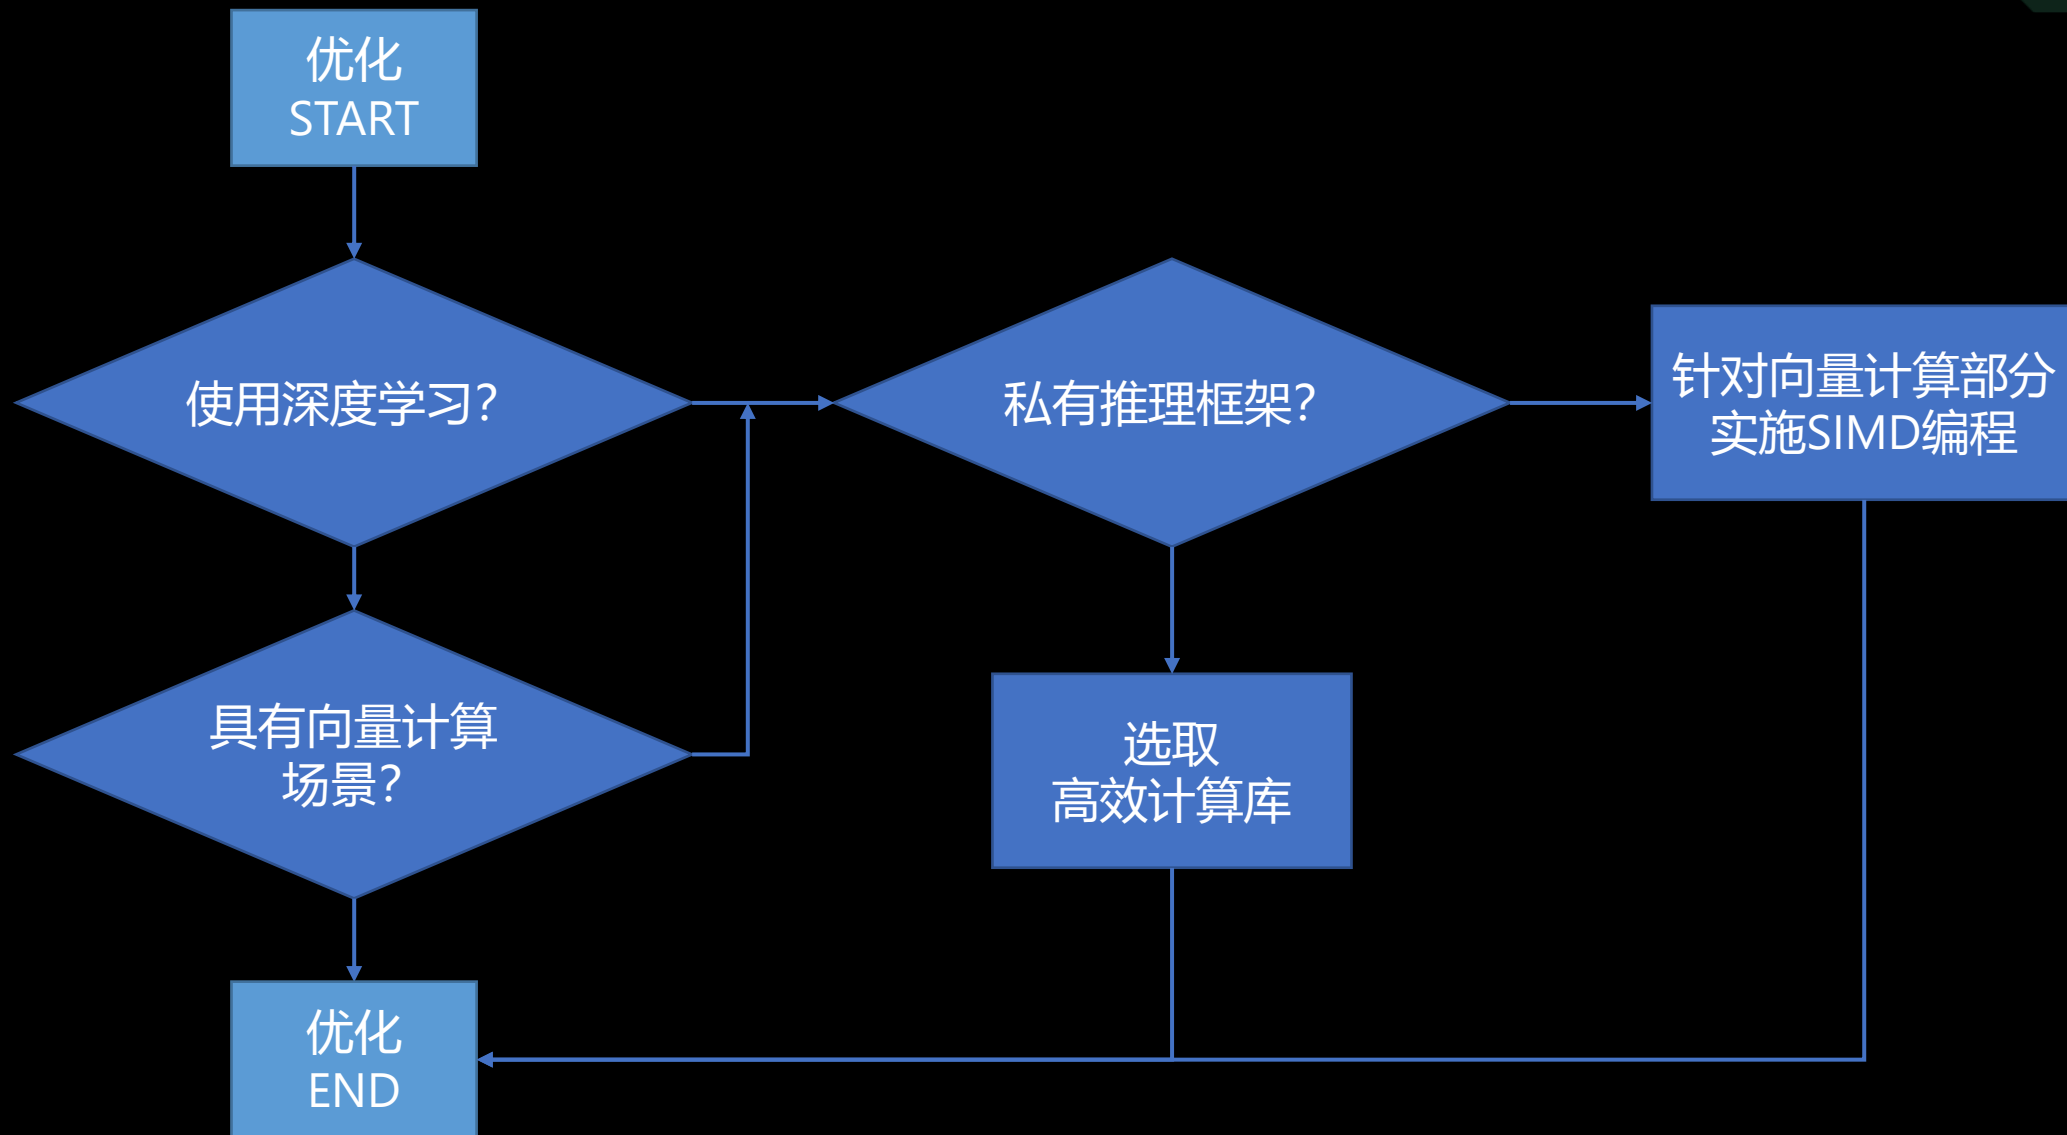 优化
START
使用深度学习?
私有推理框架?
针对向量计算部分
实施SIMD编程
具有向量计算
场景?
选取
高效计算库
优化
END